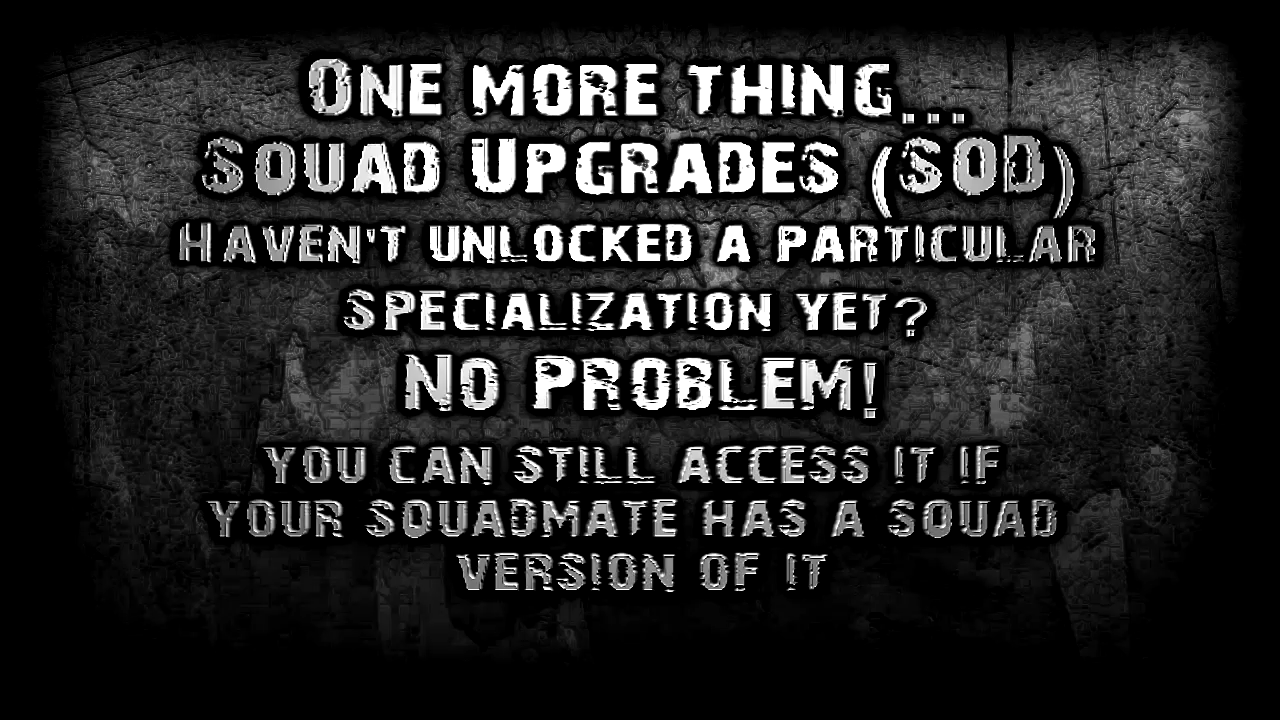 One more thing...
Squad Upgrades (SQD)
Haven't unlocked a particular
specialization yet?
No Problem!
you can still access it if
your squadmate has a squad
version of it